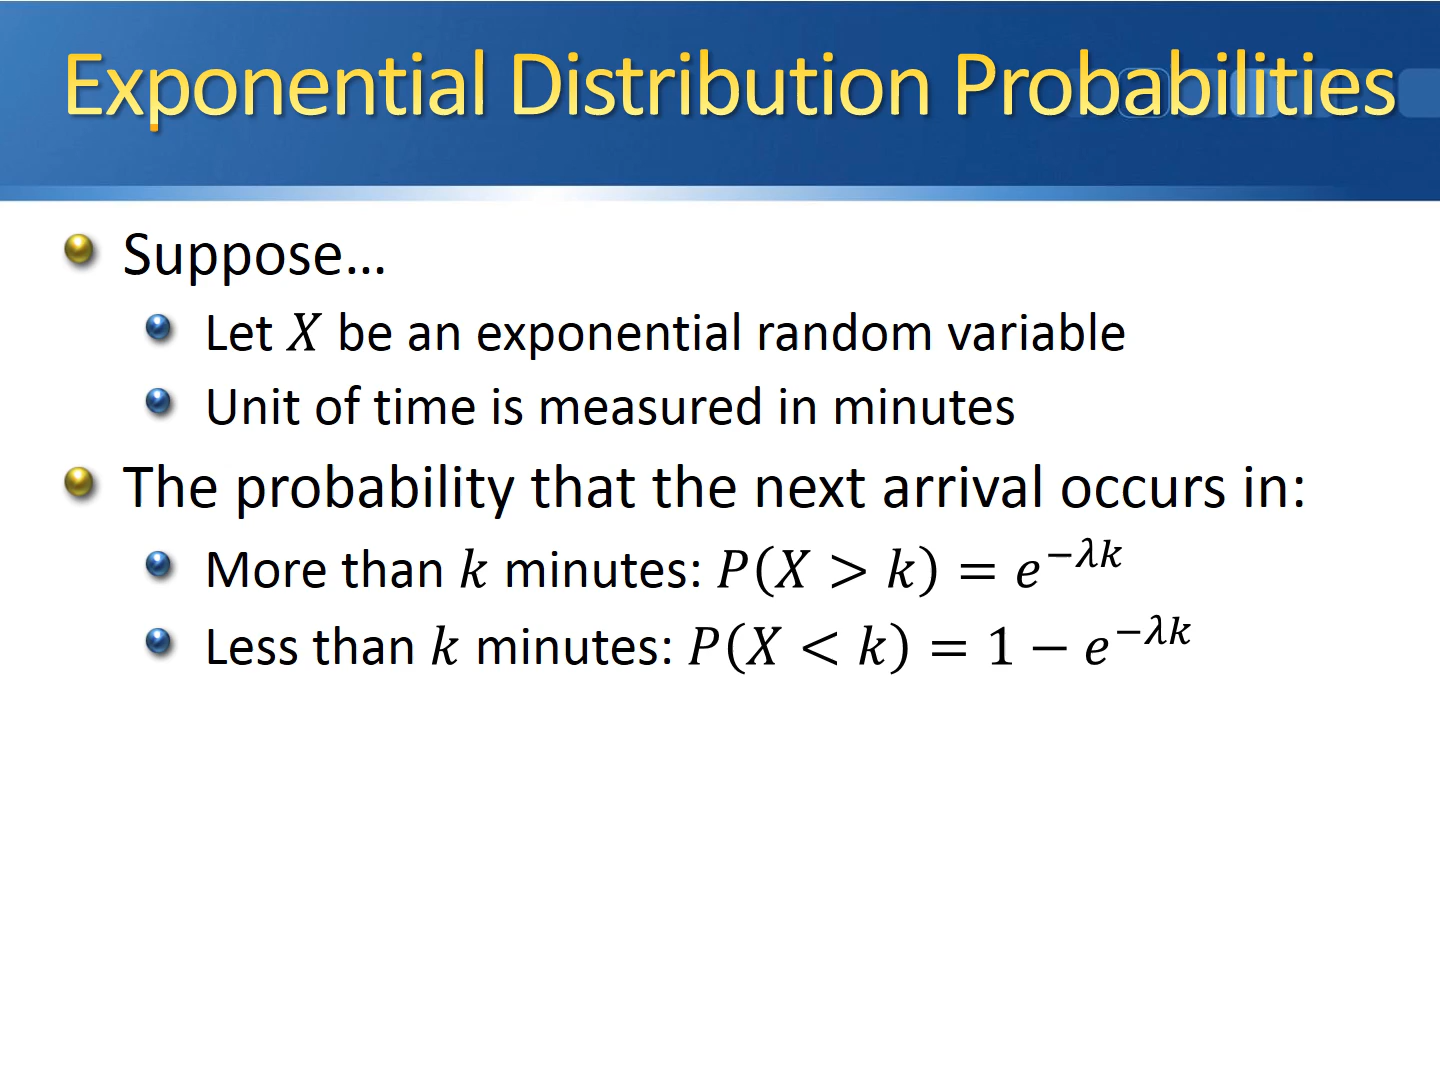 Exponential Distribution Probabilities
Suppose…
Let X be an exponential random variable
Unit of time is measured in minutes
The probability that the next arrival occurs in:
More than k minutes: P(X > k) = e^{−λk}
Less than k minutes: P(X < k) = 1 − e^{−λk}